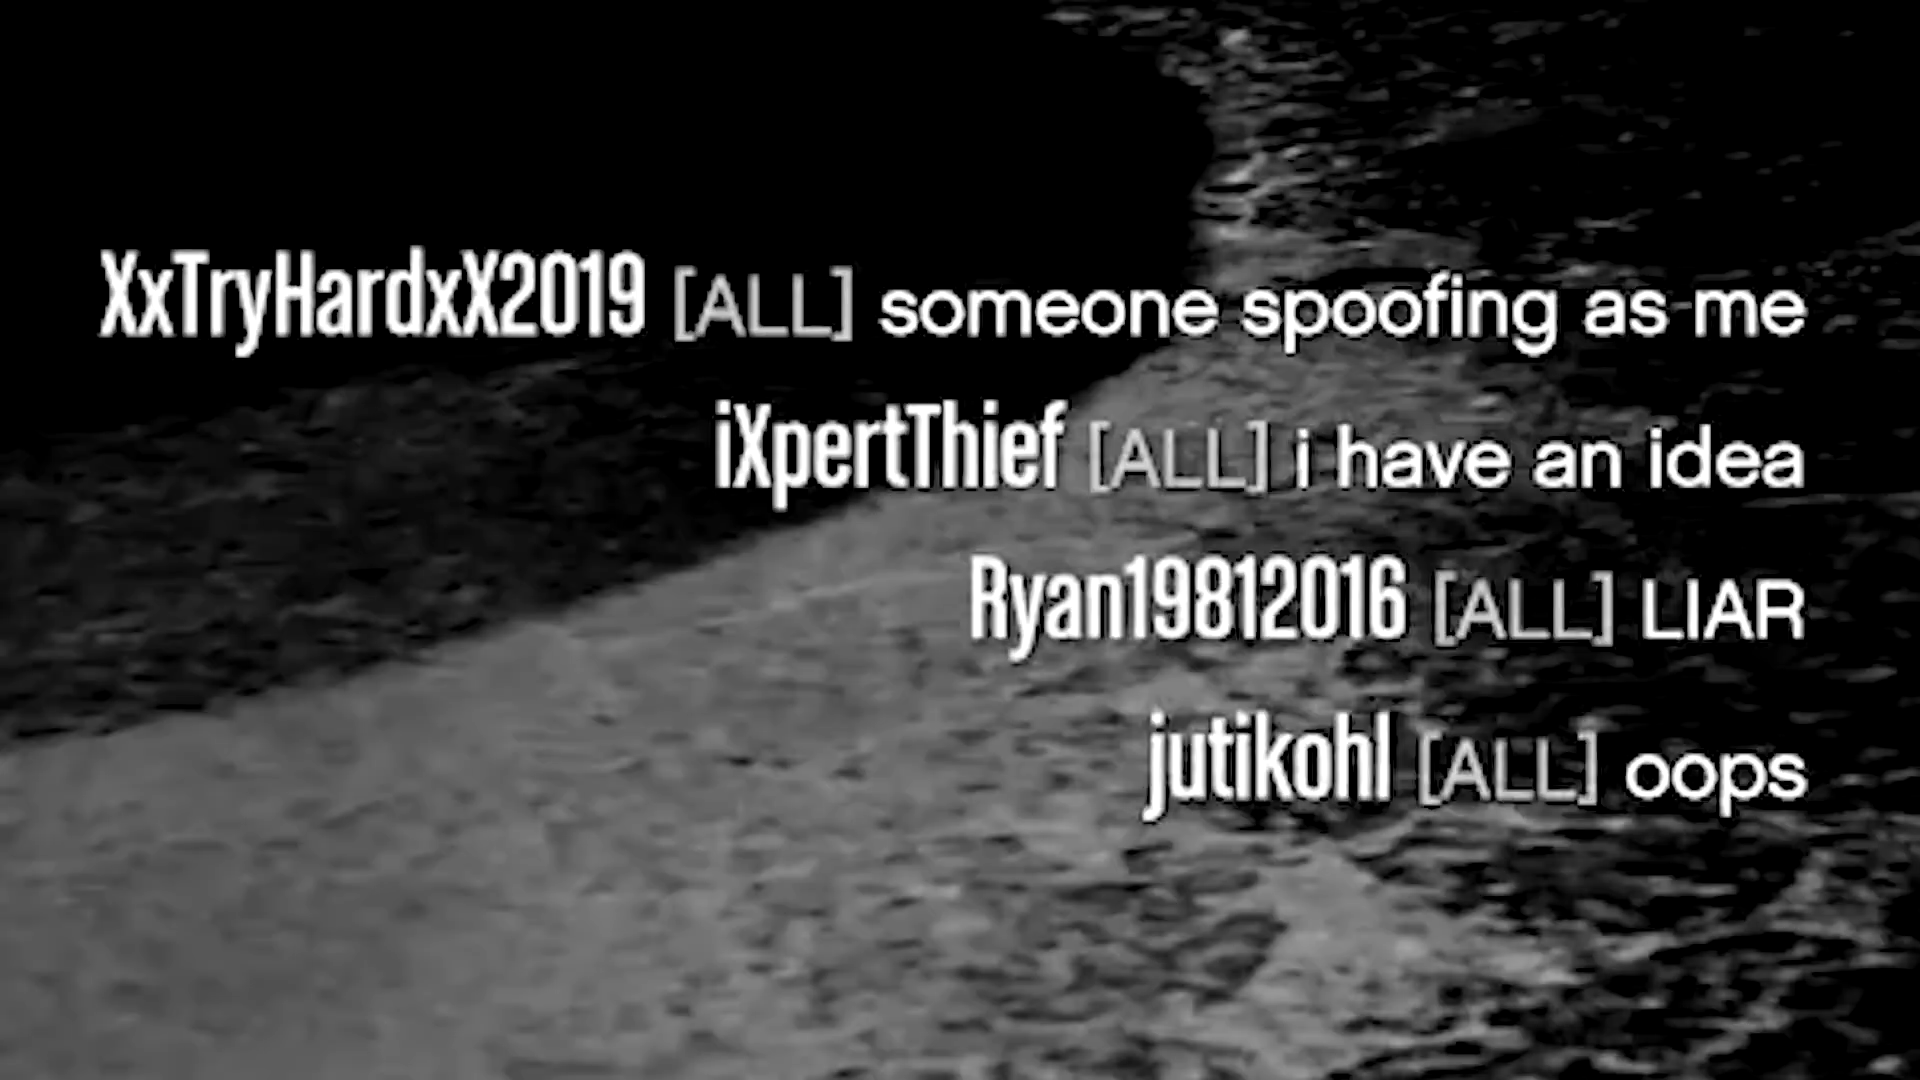 XxTryHardxX2019 [ALL] someone spoofing as me
iXpertThief [ALL] i have an idea
Ryan19812016 [ALL] LIAR
jutikohl [ALL] oops